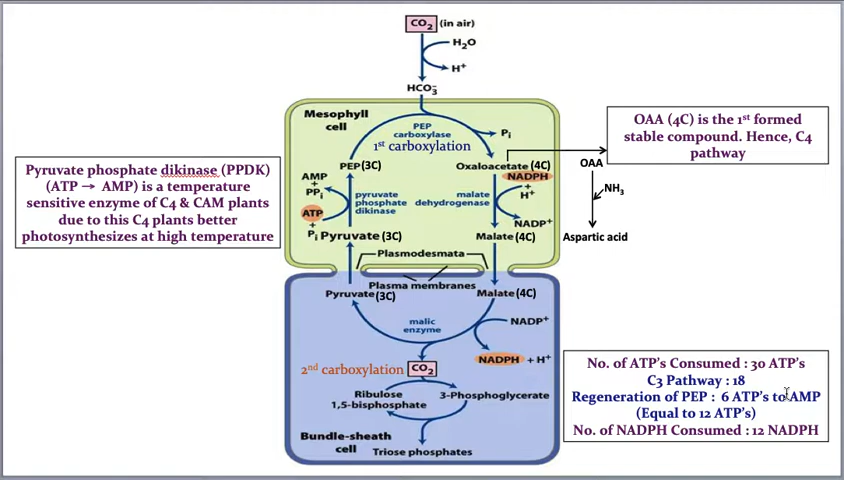 CO₂ (in air)
H₂O
H⁺
HCO₃⁻
Mesophyll
cell
PEP
carboxylase
1st carboxylation
Pᵢ
PEP(3C)
Oxaloacetate (4C)
NADPH
+
H⁺
AMP
+
PPᵢ
pyruvate
phosphate
dikinase
malate
dehydrogenase
ATP
+
Pᵢ Pyruvate (3C)
NADP⁺
Malate (4C)
Plasmodesmata
Plasma membranes
Pyruvate(3C)
Malate(4C)
malic
enzyme
NADP⁺
NADPH + H⁺
2nd carboxylation
CO₂
Ribulose
1,5-bisphosphate
3-Phosphoglycerate
Bundle-sheath
cell
Triose phosphates
OAA (4C) is the 1st formed
stable compound. Hence, C4
pathway
OAA
NH₃
Aspartic acid
Pyruvate phosphate dikinase (PPDK)
(ATP → AMP) is a temperature
sensitive enzyme of C4 & CAM plants
due to this C4 plants better
photosynthesizes at high temperature
No. of ATP's Consumed : 30 ATP's
C3 Pathway : 18
Regeneration of PEP : 6 ATP's to AMP
(Equal to 12 ATP's)
No. of NADPH Consumed : 12 NADPH